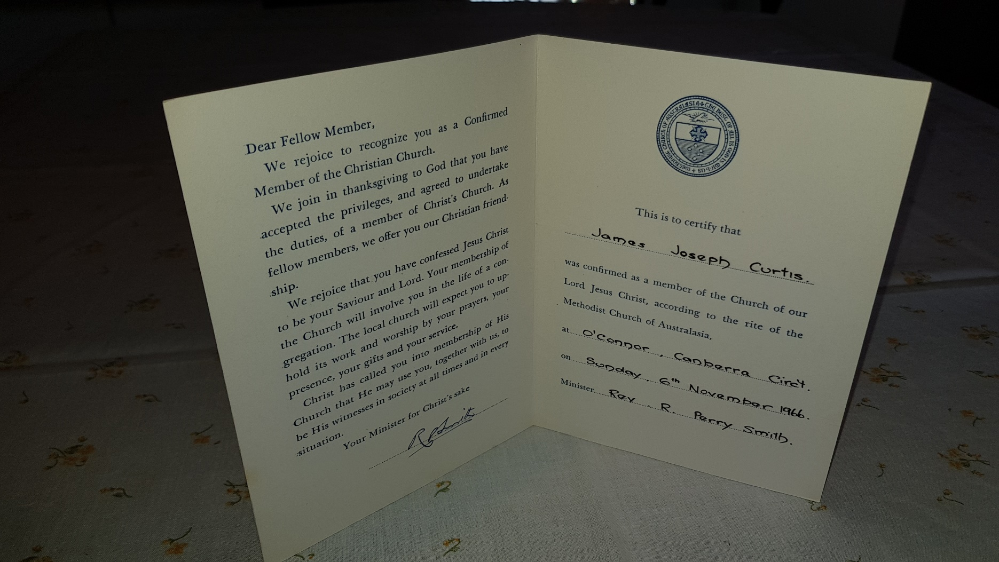 Dear Fellow Member,
We rejoice to recognize you as a Confirmed
Member of the Christian Church.
We join in thanksgiving to God that you have
accepted the privileges, and agreed to undertake
the duties, of a member of Christ's Church. As
fellow members, we offer you our Christian friend-
ship.
We rejoice that you have confessed Jesus Christ
to be your Saviour and Lord. Your membership of
the Church will involve you in the life of a con-
gregation. The local church will expect you to up-
hold its work and worship by your prayers, your
presence, your gifts and your service.
Christ has called you into membership of His
Church that He may use you, together with us, to
be His witnesses in society at all times and in every
situation.
Your Minister for Christ's sake
R P Smith
METHODIST CHURCH OF AUSTRALASIA + THE BEST OF ALL IS GOD IS WITH US +
This is to certify that
James Joseph Curtis.
was confirmed as a member of the Church of our
Lord Jesus Christ, according to the rite of the
Methodist Church of Australasia,
at O'Connor, Canberra Circ't.
on Sunday, 6th November 1966.
Minister Rev. R. Perry Smith.